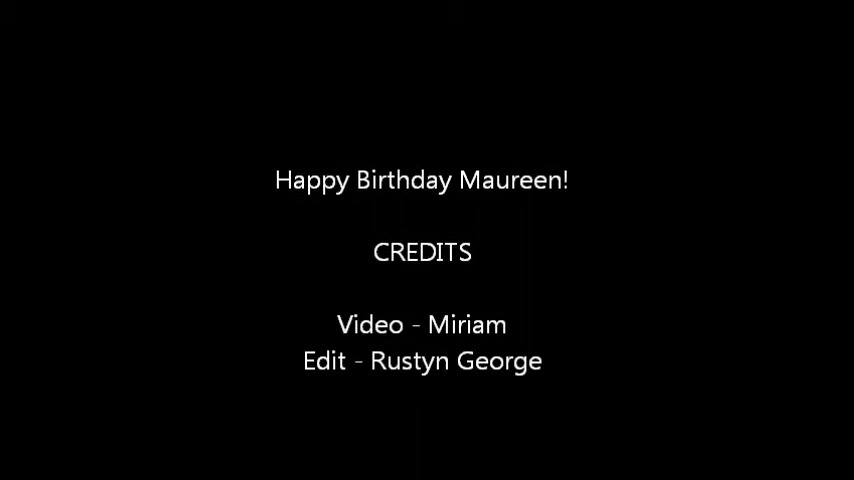 Happy Birthday Maureen!
CREDITS
Video - Miriam
Edit - Rustyn George